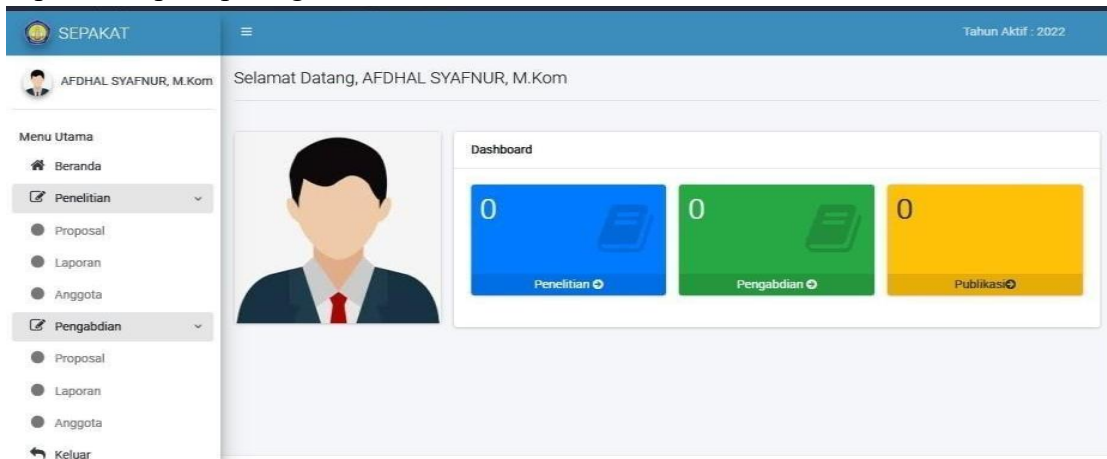 SEPAKAT
Tahun Aktif : 2022
AFDHAL SYAFNUR, M.Kom
Selamat Datang, AFDHAL SYAFNUR, M.Kom
Menu Utama
Beranda
Penelitian
Proposal
Laporan
Anggota
Pengabdian
Proposal
Laporan
Anggota
Keluar
Dashboard
0
Penelitian
0
Pengabdian
0
Publikasi